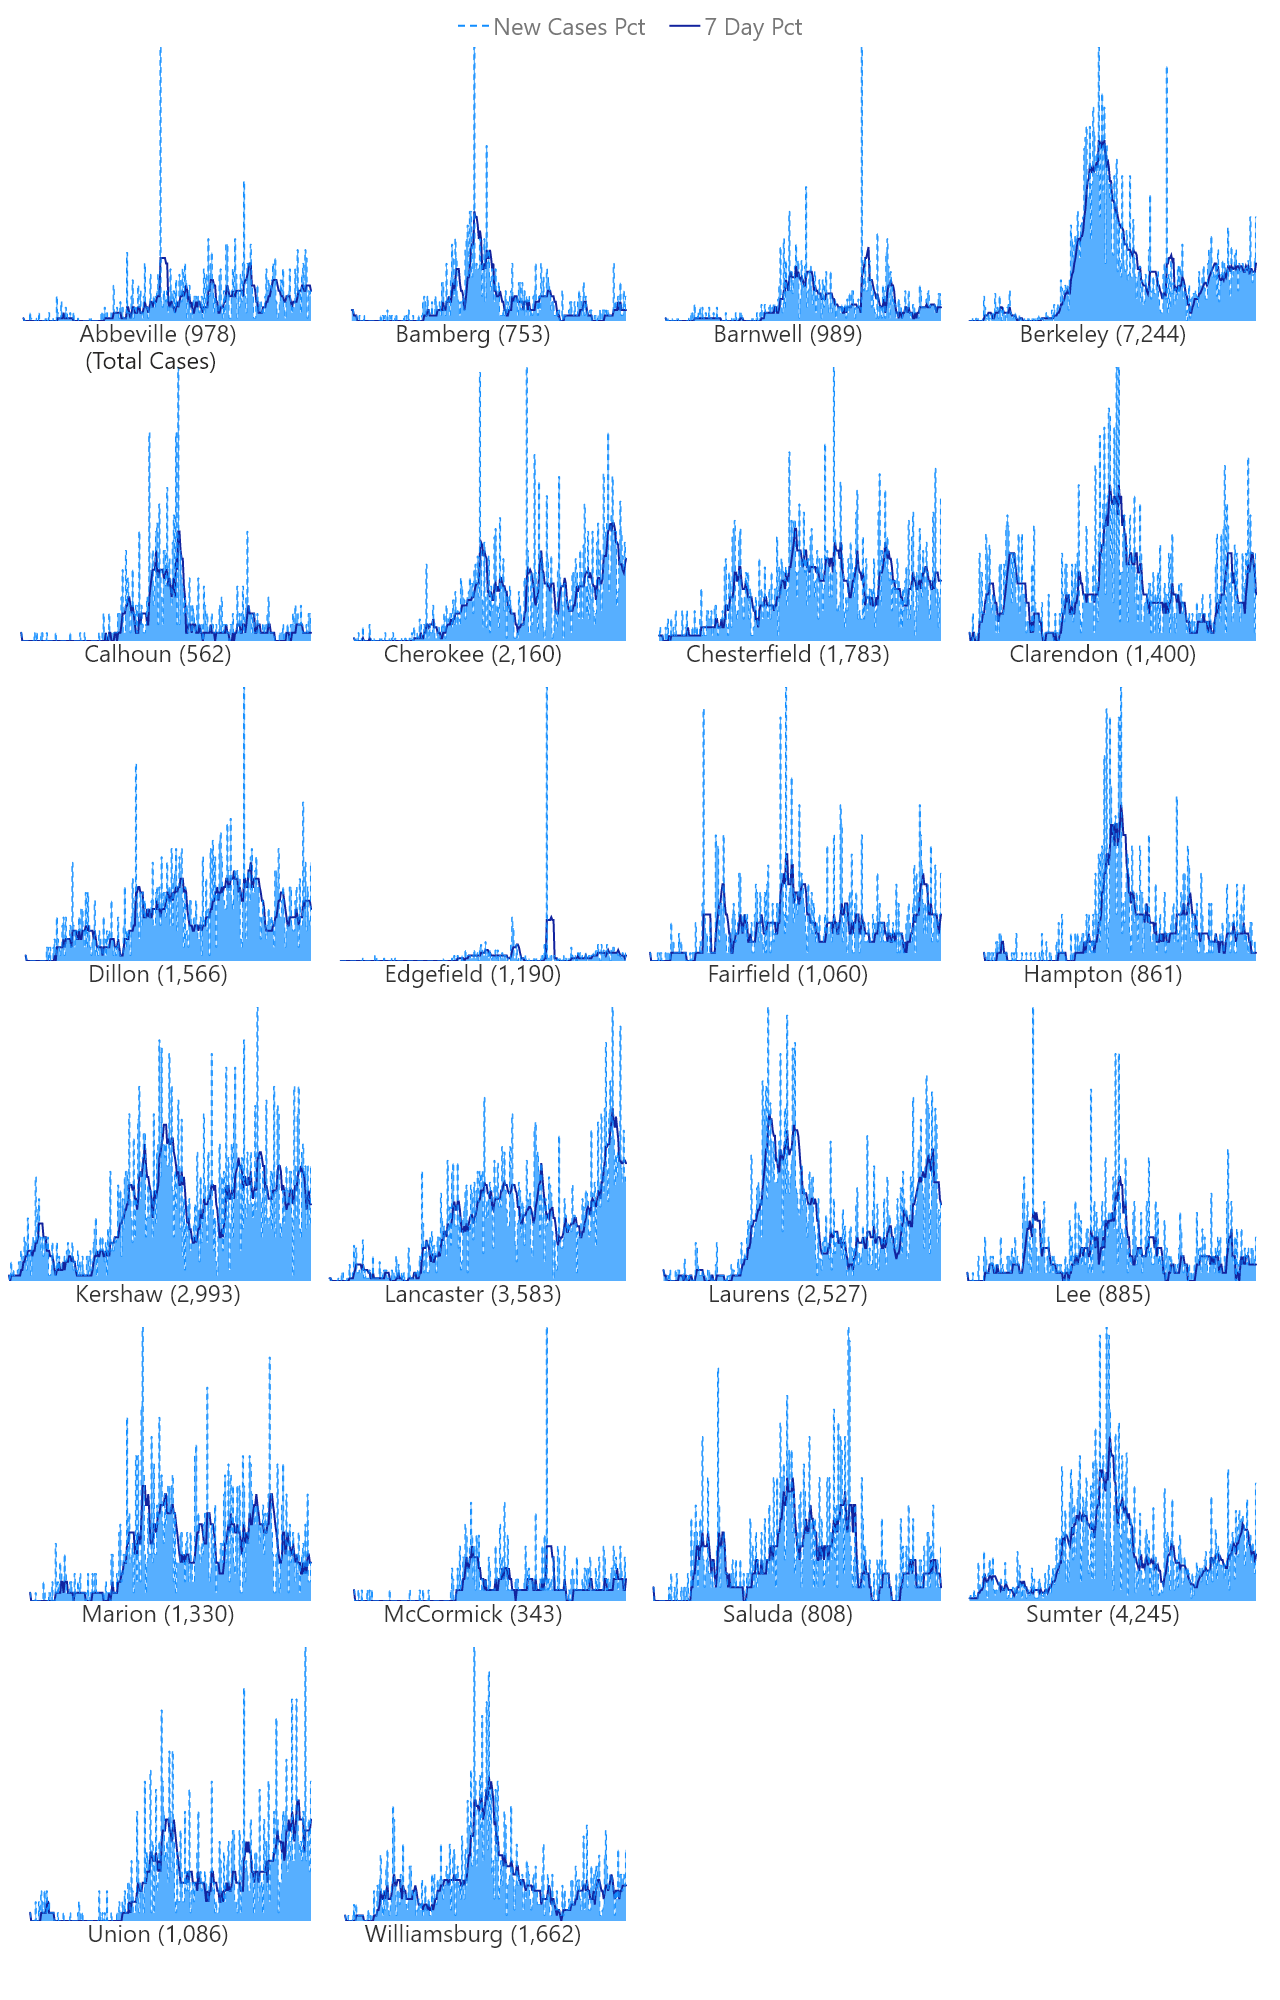 New Cases Pct 7 Day Pct
Abbeville (978) Bamberg (753) Barnwell (989) Berkeley (7,244)
(Total Cases)
Calhoun (562) Cherokee (2,160) Chesterfield (1,783) Clarendon (1,400)
Dillon (1,566) Edgefield (1,190) Fairfield (1,060) Hampton (861)
Kershaw (2,993) Lancaster (3,583) Laurens (2,527) Lee (885)
Marion (1,330) McCormick (343) Saluda (808) Sumter (4,245)
Union (1,086) Williamsburg (1,662)